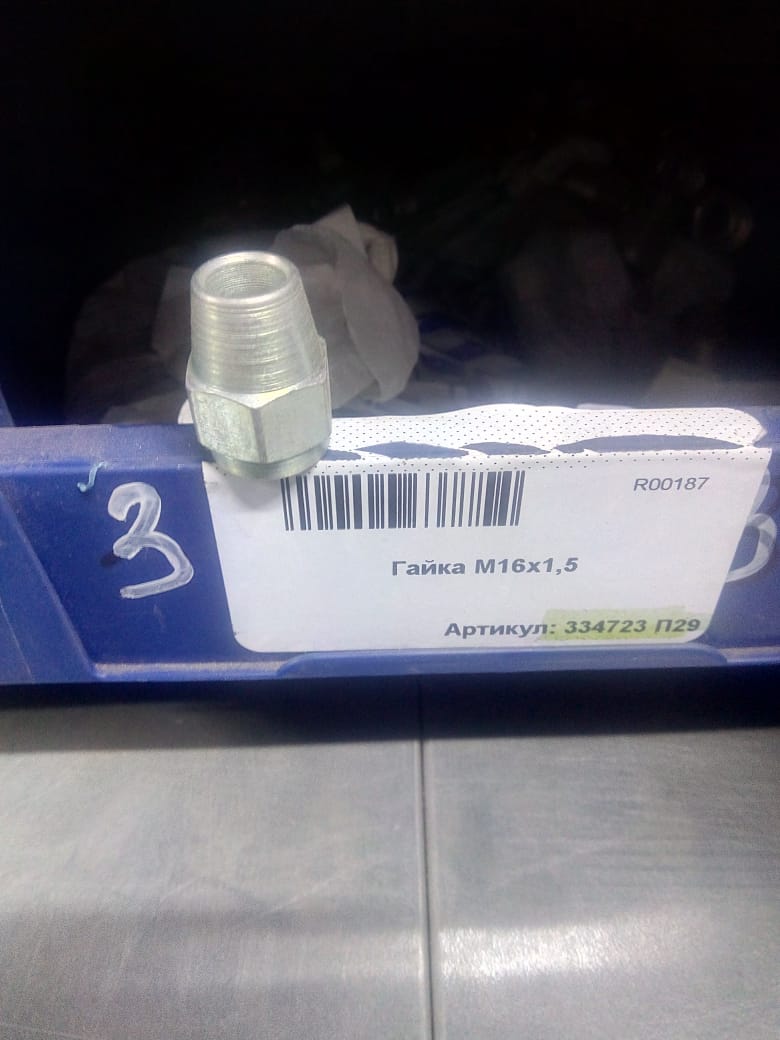 R00187
3
Гайка М16х1,5
Артикул: 334723 П29